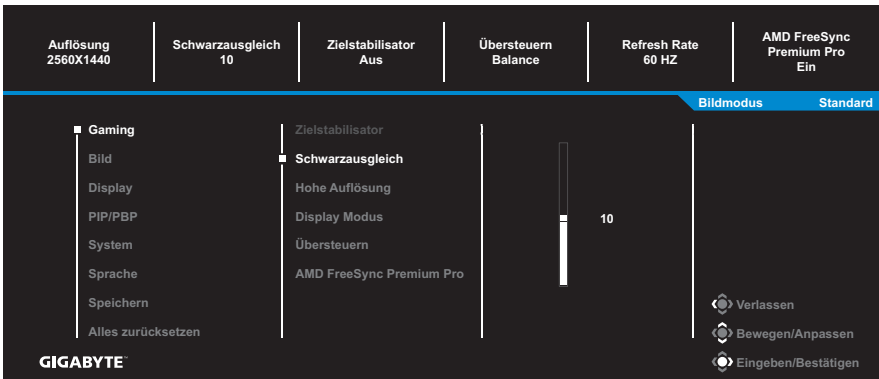 Auflösung
2560X1440
Schwarzausgleich
10
Zielstabilisator
Aus
Übersteuern
Balance
Refresh Rate
60 HZ
AMD FreeSync
Premium Pro
Ein
Bildmodus Standard
Gaming
Bild
Display
PIP/PBP
System
Sprache
Speichern
Alles zurücksetzen
Zielstabilisator
Schwarzausgleich
Hohe Auflösung
Display Modus
Übersteuern
AMD FreeSync Premium Pro
10
Verlassen
Bewegen/Anpassen
Eingeben/Bestätigen
GIGABYTE™